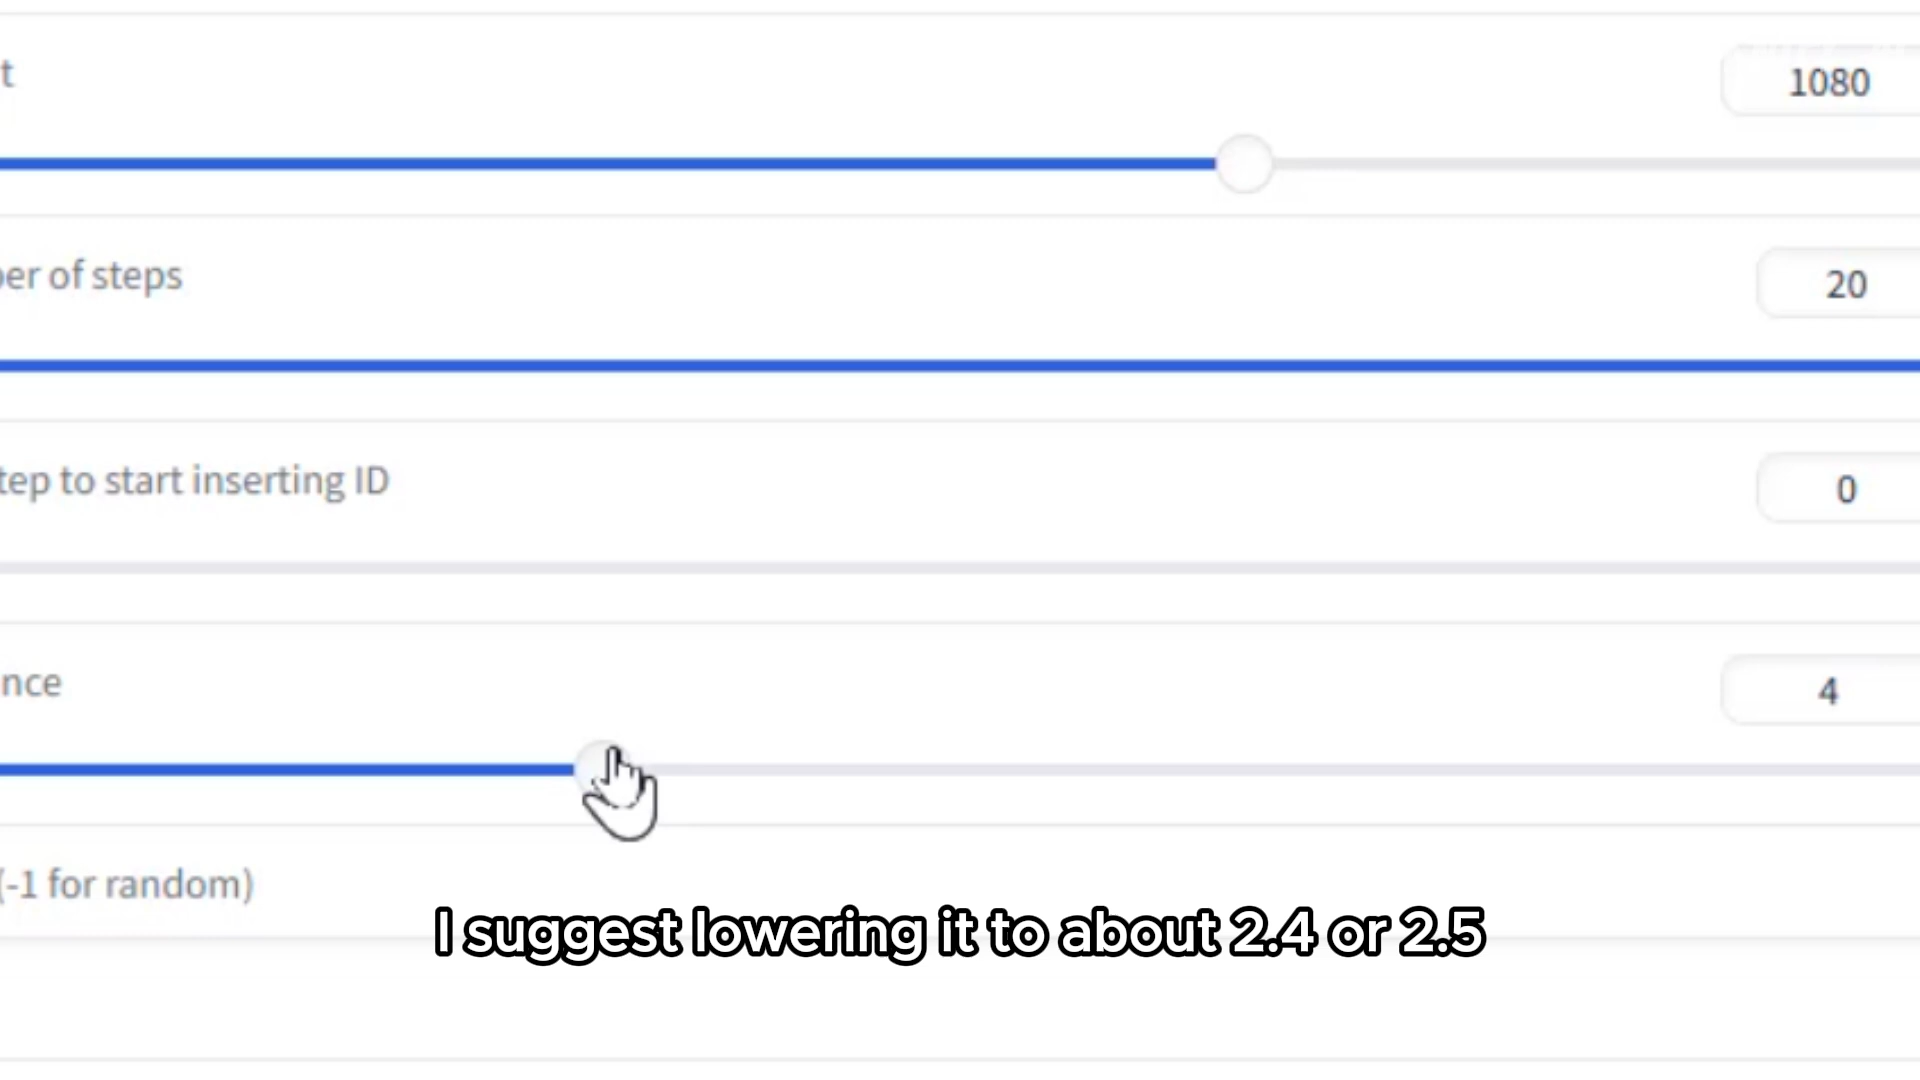 t
1080
ber of steps
20
tep to start inserting ID
0
nce
4
(-1 for random)
I suggest lowering it to about 2.4 or 2.5